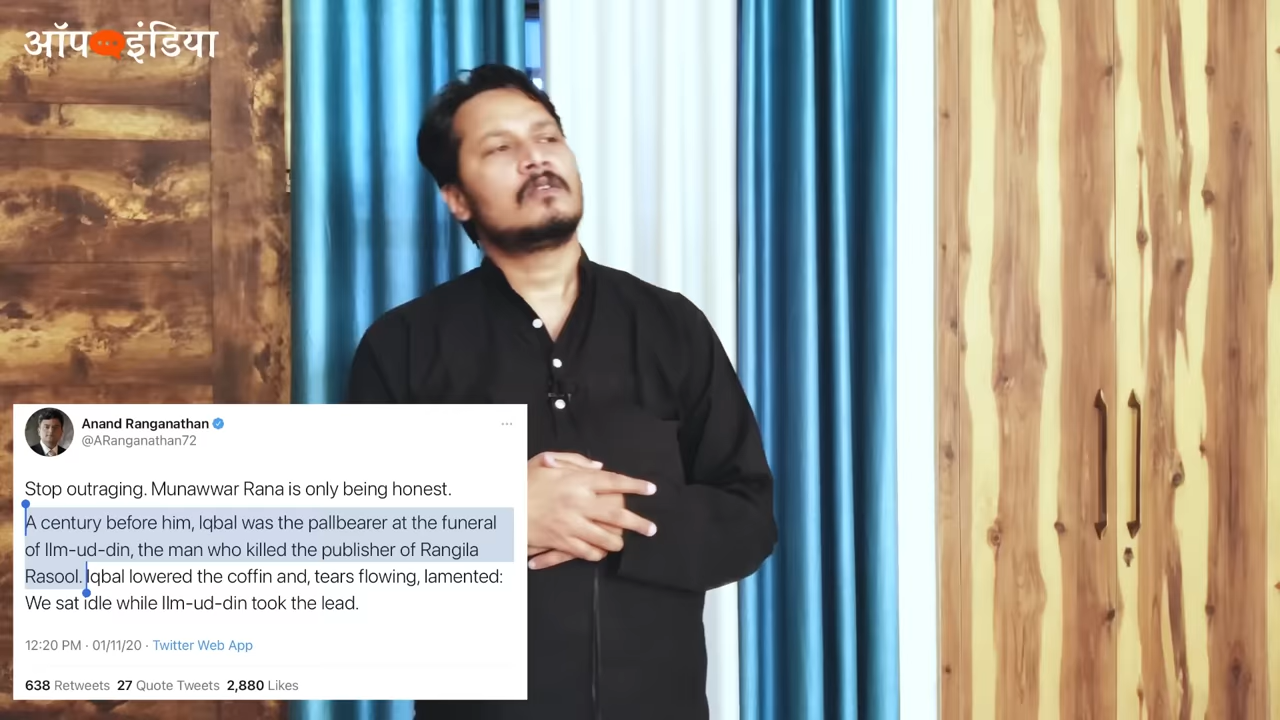 ऑपइंडिया
Anand Ranganathan
@ARanganathan72
Stop outraging. Munawwar Rana is only being honest.
A century before him, Iqbal was the pallbearer at the funeral
of Ilm-ud-din, the man who killed the publisher of Rangila
Rasool. Iqbal lowered the coffin and, tears flowing, lamented:
We sat idle while Ilm-ud-din took the lead.
12:20 PM · 01/11/20 · Twitter Web App
638 Retweets 27 Quote Tweets 2,880 Likes